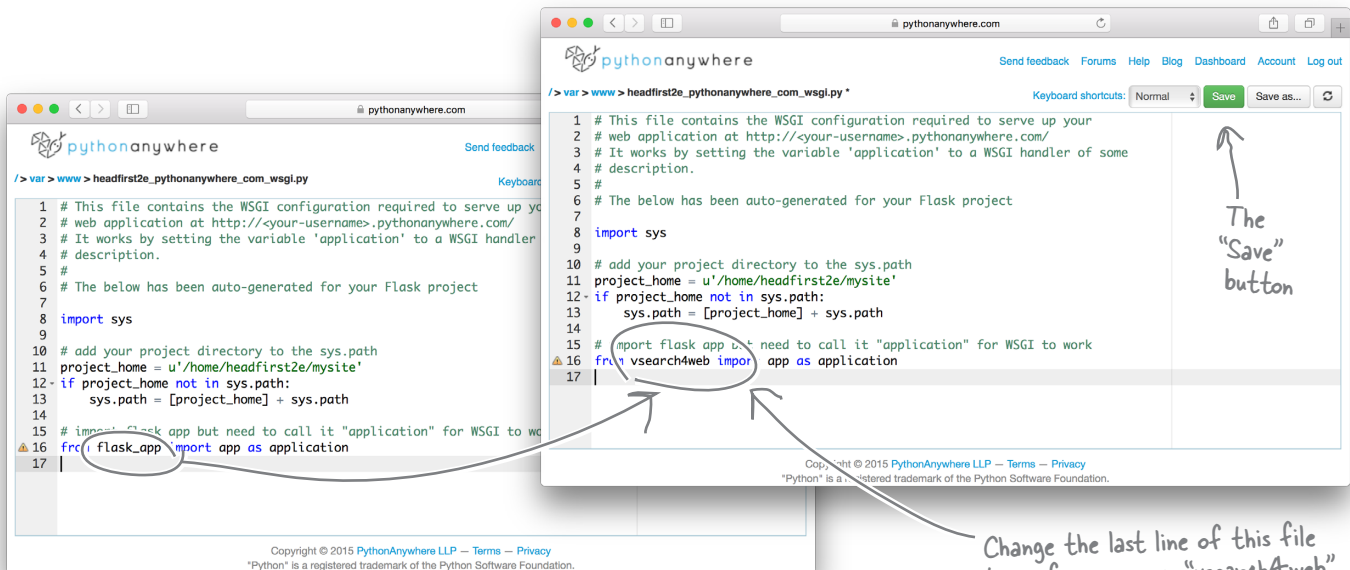 pythonanywhere.com
pythonanywhere
Send feedback
/ > var > www > headfirst2e_pythonanywhere_com_wsgi.py
1 # This file contains the WSGI configuration required to serve up
2 # web application at http://<your-username>.pythonanywhere.com/
3 # It works by setting the variable 'application' to a WSGI handler
4 # description.
5 #
6 # The below has been auto-generated for your Flask project
7
8 import sys
9
10 # add your project directory to the sys.path
11 project_home = u'/home/headfirst2e/mysite'
12 if project_home not in sys.path:
13 sys.path = [project_home] + sys.path
14
15 # import flask app but need to call it "application" for WSGI to
16 from flask_app import app as application
17
Copyright © 2015 PythonAnywhere LLP — Terms — Privacy
"Python" is a registered trademark of the Python Software Foundation.
pythonanywhere.com
pythonanywhere
Send feedback Forums Help Blog Dashboard Account Log out
/ > var > www > headfirst2e_pythonanywhere_com_wsgi.py *
Keyboard shortcuts: Normal Save Save as...
1 # This file contains the WSGI configuration required to serve up your
2 # web application at http://<your-username>.pythonanywhere.com/
3 # It works by setting the variable 'application' to a WSGI handler of some
4 # description.
5 #
6 # The below has been auto-generated for your Flask project
7
8 import sys
9
10 # add your project directory to the sys.path
11 project_home = u'/home/headfirst2e/mysite'
12 if project_home not in sys.path:
13 sys.path = [project_home] + sys.path
14
15 # import flask app but need to call it "application" for WSGI to work
16 from vsearch4web import app as application
17
Copyright © 2015 PythonAnywhere LLP — Terms — Privacy
"Python" is a registered trademark of the Python Software Foundation.
The
"Save"
button
Change the last line of this file
"vsearch4web"